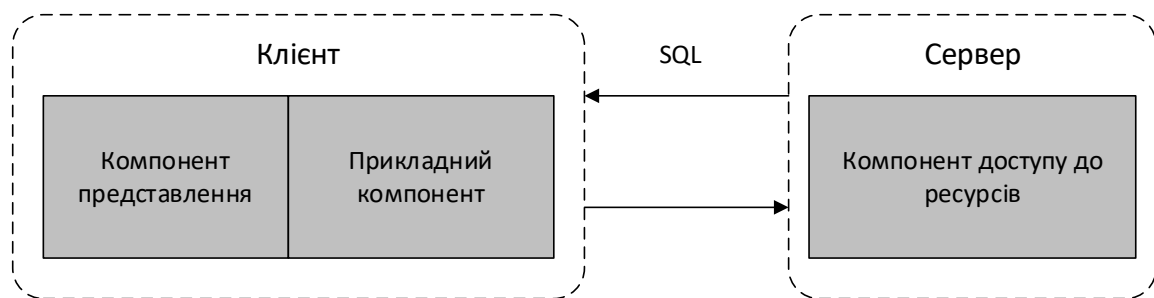 Клієнт
SQL
Сервер
Компонент
представлення
Прикладний
компонент
Компонент доступу до
ресурсів